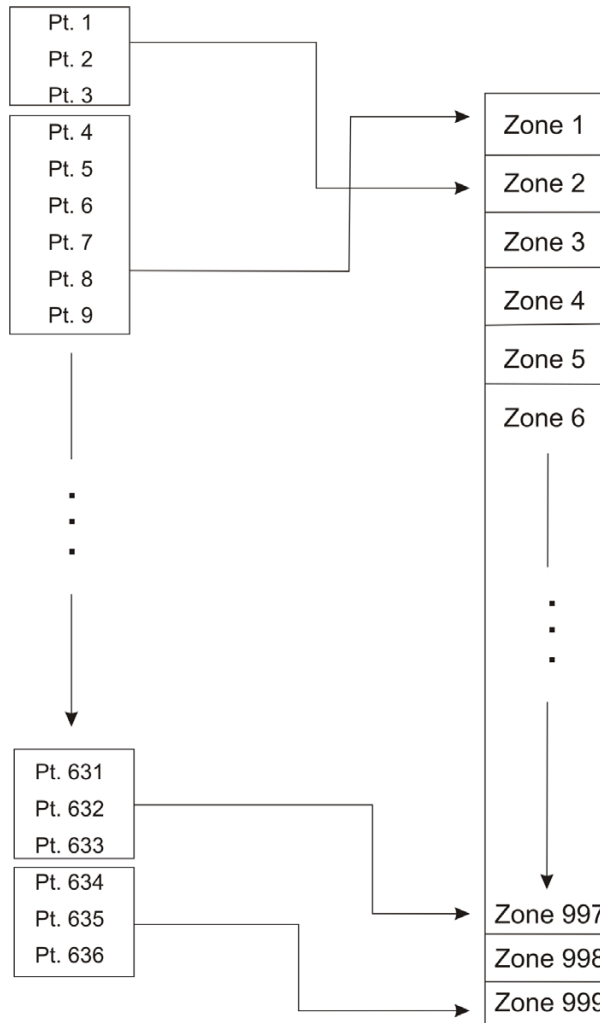 Pt. 1
Pt. 2
Pt. 3
Pt. 4
Pt. 5
Pt. 6
Pt. 7
Pt. 8
Pt. 9
Pt. 631
Pt. 632
Pt. 633
Pt. 634
Pt. 635
Pt. 636
Zone 1
Zone 2
Zone 3
Zone 4
Zone 5
Zone 6
Zone 997
Zone 998
Zone 999